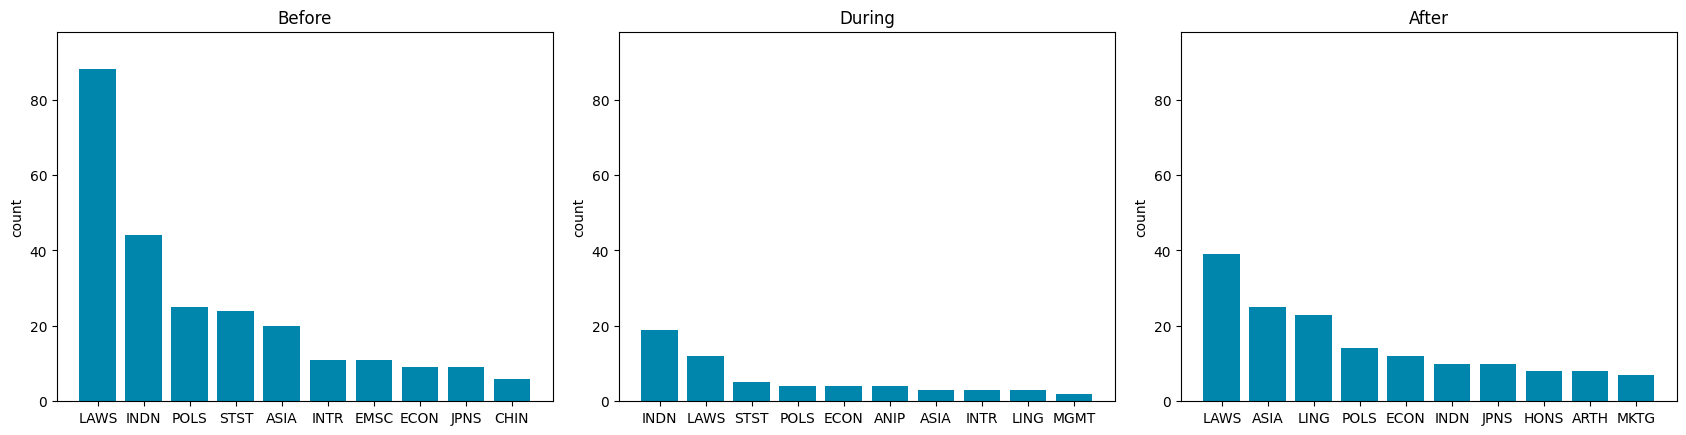 Before
80
60
40
20
0
count
LAWS INDN POLS STST ASIA INTR EMSC ECON JPNS CHIN
During
80
60
40
20
0
count
INDN LAWS STST POLS ECON ANIP ASIA INTR LING MGMT
After
80
60
40
20
0
count
LAWS ASIA LING POLS ECON INDN JPNS HONS ARTH MKTG